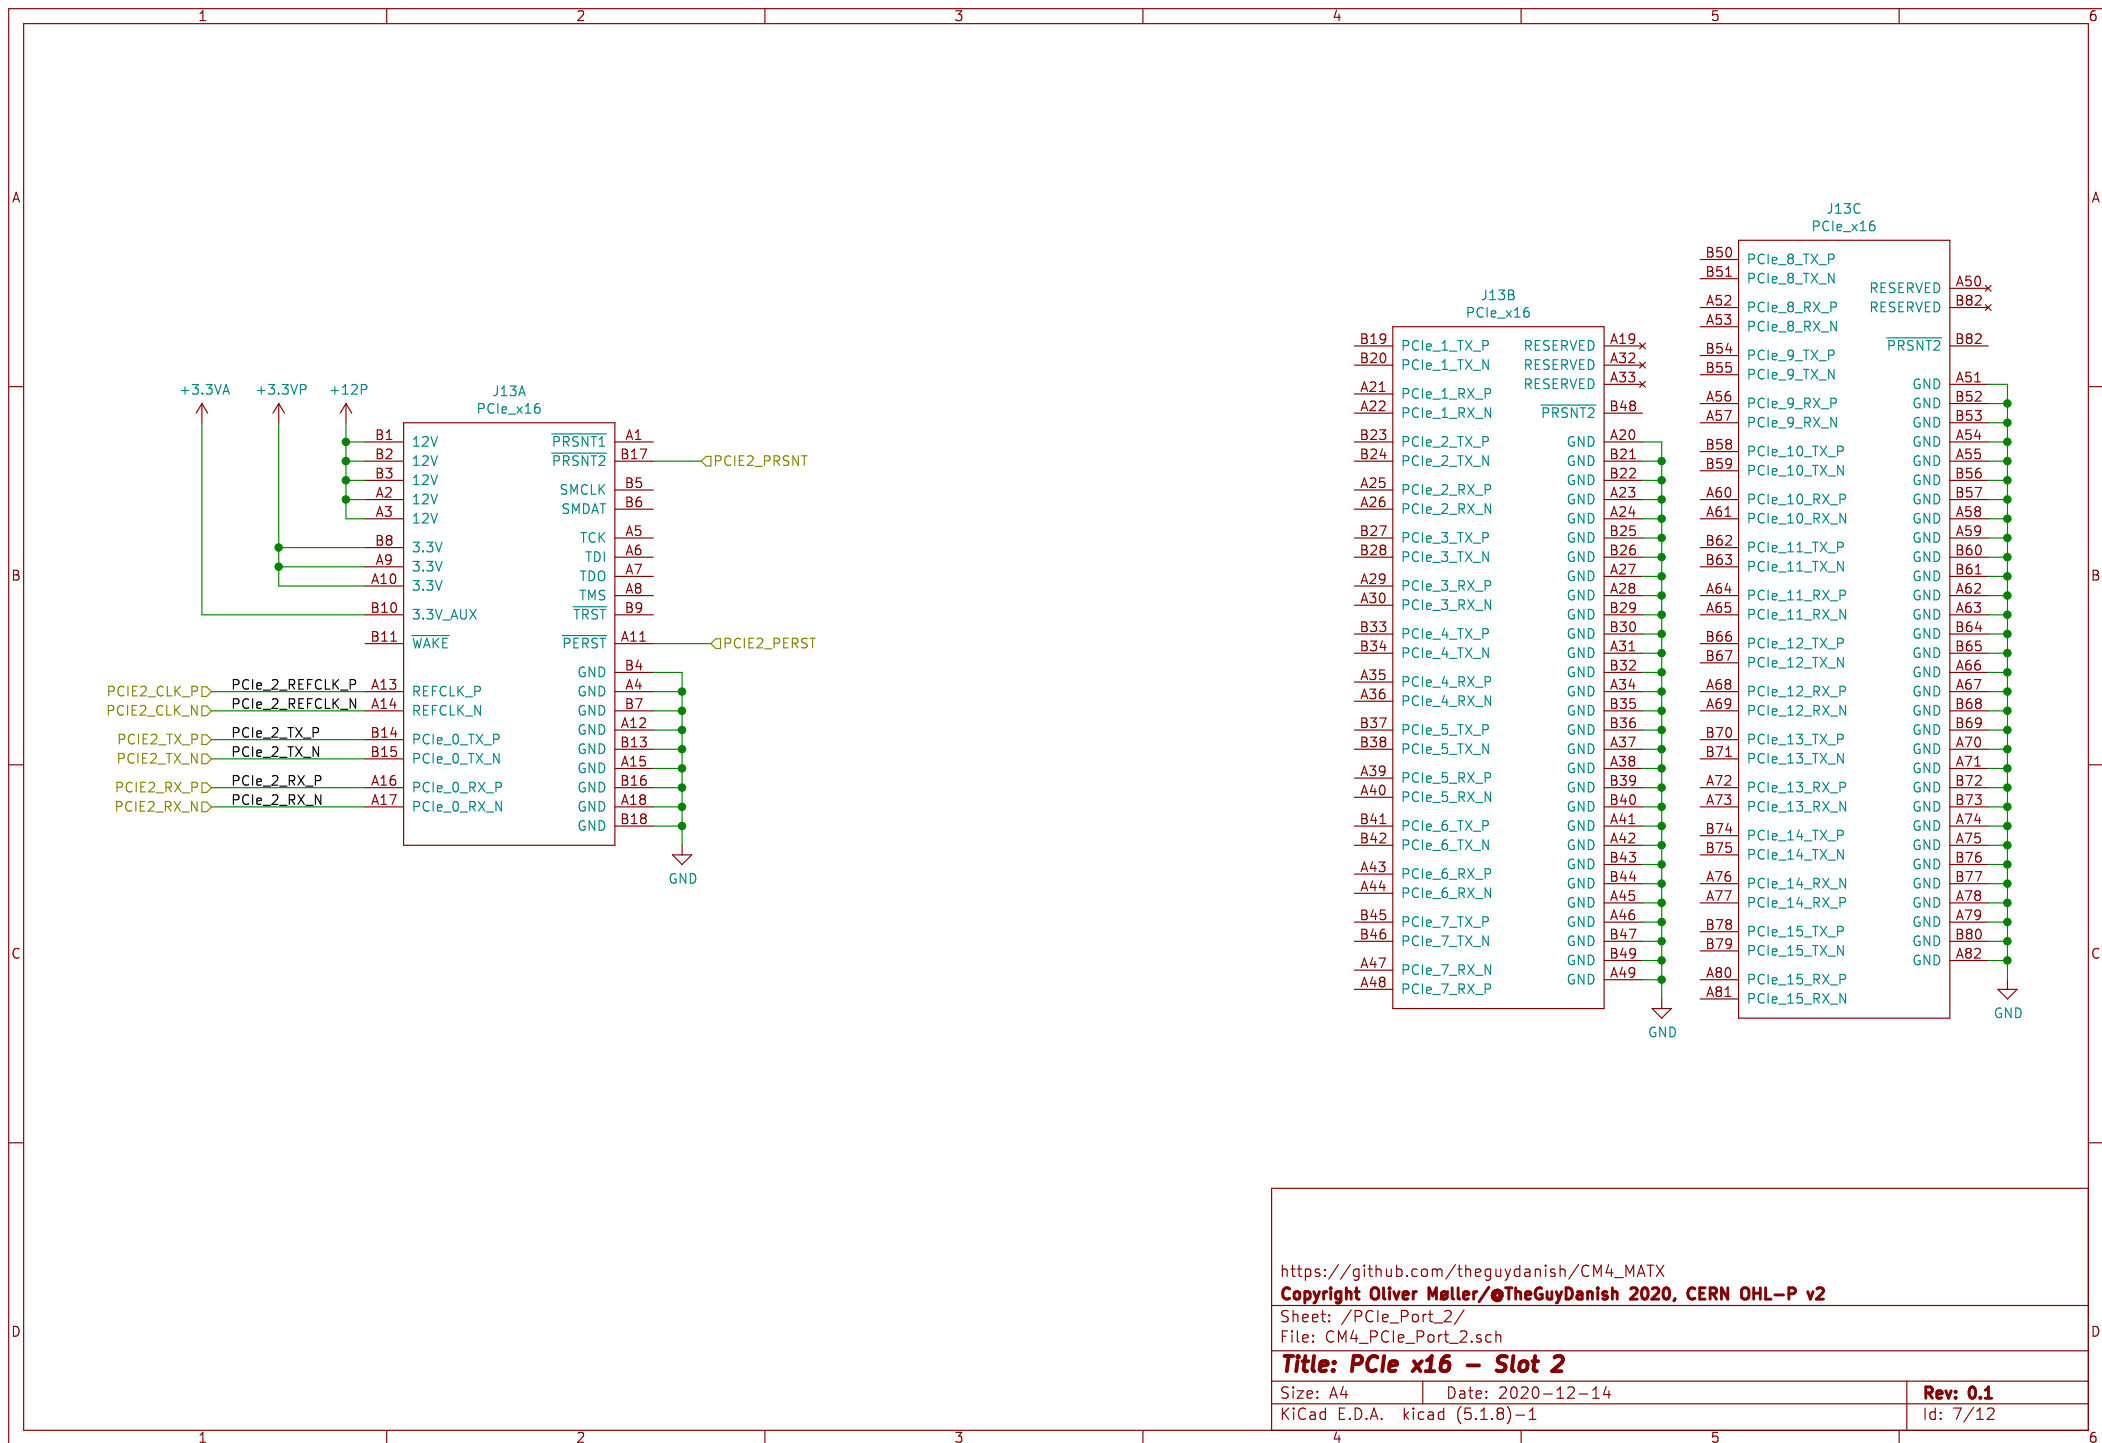 1 2 3 4 5 6
A A
B B
C C
D D
+3.3VA +3.3VP +12P
J13A
PCIe_x16
B1 12V PRSNT1 A1
B2 12V PRSNT2 B17 PCIE2_PRSNT
B3 12V
A2 12V SMCLK B5
A3 12V SMDAT B6
TCK A5
B8 3.3V TDI A6
A9 3.3V TDO A7
A10 3.3V TMS A8
B10 3.3V_AUX TRST B9
B11 WAKE PERST A11 PCIE2_PERST
GND B4
PCIE2_CLK_P PCIe_2_REFCLK_P A13 REFCLK_P GND A4
PCIE2_CLK_N PCIe_2_REFCLK_N A14 REFCLK_N GND B7
GND A12
PCIE2_TX_P PCIe_2_TX_P B14 PCIe_0_TX_P
GND B13
PCIE2_TX_N PCIe_2_TX_N B15 PCIe_0_TX_N
GND A15
PCIE2_RX_P PCIe_2_RX_P A16 PCIe_0_RX_P GND B16
PCIE2_RX_N PCIe_2_RX_N A17 PCIe_0_RX_N GND A18
GND B18
GND
J13B
PCIe_x16
B19 PCIe_1_TX_P RESERVED A19
B20 PCIe_1_TX_N RESERVED A32
RESERVED A33
A21 PCIe_1_RX_P
A22 PCIe_1_RX_N PRSNT2 B48
B23 PCIe_2_TX_P GND A20
B24 PCIe_2_TX_N GND B21
GND B22
A25 PCIe_2_RX_P GND A23
A26 PCIe_2_RX_N GND A24
B27 PCIe_3_TX_P GND B25
B28 PCIe_3_TX_N GND B26
GND A27
A29 PCIe_3_RX_P GND A28
A30 PCIe_3_RX_N GND B29
B33 PCIe_4_TX_P GND B30
B34 PCIe_4_TX_N GND A31
GND B32
A35 PCIe_4_RX_P GND A34
A36 PCIe_4_RX_N GND B35
B37 PCIe_5_TX_P GND B36
B38 PCIe_5_TX_N GND A37
GND A38
A39 PCIe_5_RX_P GND B39
A40 PCIe_5_RX_N GND B40
B41 PCIe_6_TX_P GND A41
B42 PCIe_6_TX_N GND A42
GND B43
A43 PCIe_6_RX_P GND B44
A44 PCIe_6_RX_N GND A45
B45 PCIe_7_TX_P GND A46
B46 PCIe_7_TX_N GND B47
GND B49
A47 PCIe_7_RX_N GND A49
A48 PCIe_7_RX_P
GND
J13C
PCIe_x16
B50 PCIe_8_TX_P
B51 PCIe_8_TX_N
RESERVED A50
A52 PCIe_8_RX_P RESERVED B82
A53 PCIe_8_RX_N
PRSNT2 B82
B54 PCIe_9_TX_P
B55 PCIe_9_TX_N GND A51
A56 PCIe_9_RX_P GND B52
A57 PCIe_9_RX_N GND B53
GND A54
B58 PCIe_10_TX_P GND A55
B59 PCIe_10_TX_N GND B56
A60 PCIe_10_RX_P GND B57
A61 PCIe_10_RX_N GND A58
GND A59
B62 PCIe_11_TX_P GND B60
B63 PCIe_11_TX_N GND B61
A64 PCIe_11_RX_P GND A62
A65 PCIe_11_RX_N GND A63
GND B64
B66 PCIe_12_TX_P GND B65
B67 PCIe_12_TX_N GND A66
A68 PCIe_12_RX_P GND A67
A69 PCIe_12_RX_N GND B68
GND B69
B70 PCIe_13_TX_P GND A70
B71 PCIe_13_TX_N GND A71
A72 PCIe_13_RX_P GND B72
A73 PCIe_13_RX_N GND B73
GND A74
B74 PCIe_14_TX_P GND A75
B75 PCIe_14_TX_N GND B76
A76 PCIe_14_RX_N GND B77
A77 PCIe_14_RX_P GND A78
GND A79
B78 PCIe_15_TX_P GND B80
B79 PCIe_15_TX_N GND A82
A80 PCIe_15_RX_P
A81 PCIe_15_RX_N
GND
https://github.com/theguydanish/CM4_MATX
Copyright Oliver Møller/@TheGuyDanish 2020, CERN OHL-P v2
Sheet: /PCIe_Port_2/
File: CM4_PCIe_Port_2.sch
Title: PCIe x16 - Slot 2
Size: A4 Date: 2020-12-14 Rev: 0.1
KiCad E.D.A. kicad (5.1.8)-1 Id: 7/12
1 2 3 4 5 6